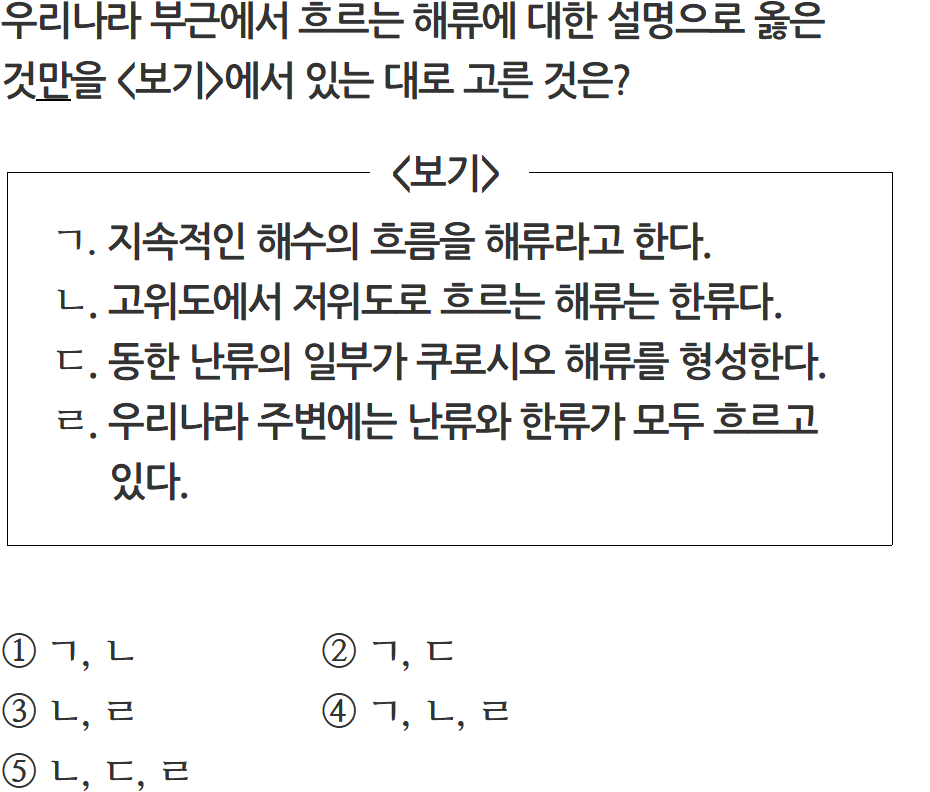 우리나라 부근에서 흐르는 해류에 대한 설명으로 옳은
것만을 <보기>에서 있는 대로 고른 것은?
<보기>
ㄱ. 지속적인 해수의 흐름을 해류라고 한다.
ㄴ. 고위도에서 저위도로 흐르는 해류는 한류다.
ㄷ. 동한 난류의 일부가 쿠로시오 해류를 형성한다.
ㄹ. 우리나라 주변에는 난류와 한류가 모두 흐르고
있다.
① ㄱ, ㄴ ② ㄱ, ㄷ
③ ㄴ, ㄹ ④ ㄱ, ㄴ, ㄹ
⑤ ㄴ, ㄷ, ㄹ